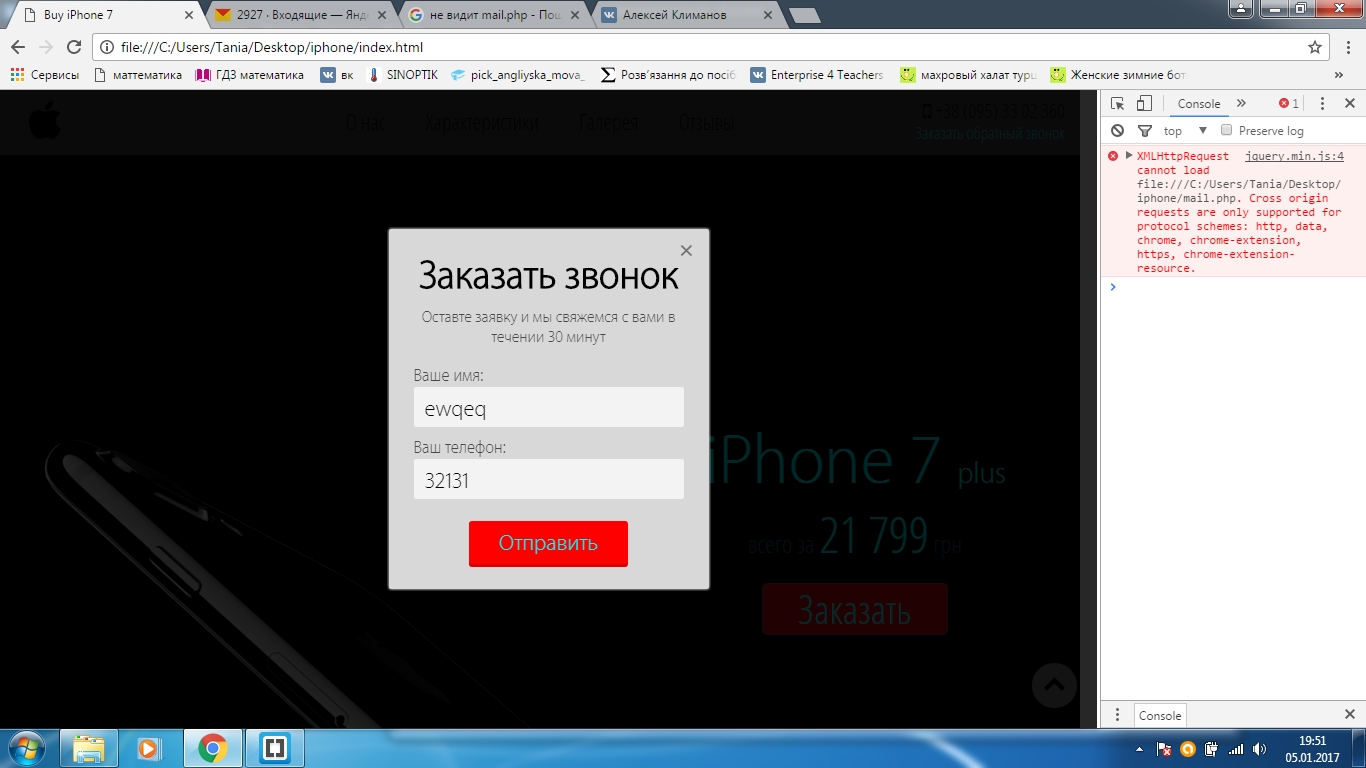 Buy iPhone 7
2927 · Входящие — Янд
не видит mail.php - Пои
Алексей Климанов
file:///C:/Users/Tania/Desktop/iphone/index.html
Сервисы
маттематика
ГДЗ математика
вк
SINOPTIK
pick_angliyska_mova_
Розв’язання до посіб
Enterprise 4 Teachers
махровый халат турц
Женские зимние бот
»
О нас
Характеристики
Галерея
Отзывы
+38 (095) 33 02 360
Заказать обратный звонок
Console
»
1
top
Preserve log
XMLHttpRequest jquery.min.js:4
cannot load
file:///C:/Users/Tania/Desktop/
iphone/mail.php. Cross origin
requests are only supported for
protocol schemes: http, data,
chrome, chrome-extension,
https, chrome-extension-
resource.
Заказать звонок
Оставте заявку и мы свяжемся с вами в
течении 30 минут
Ваше имя:
ewqeq
Ваш телефон:
32131
Отправить
iPhone 7 plus
всего за 21 799 грн
Заказать
Console
19:51
05.01.2017